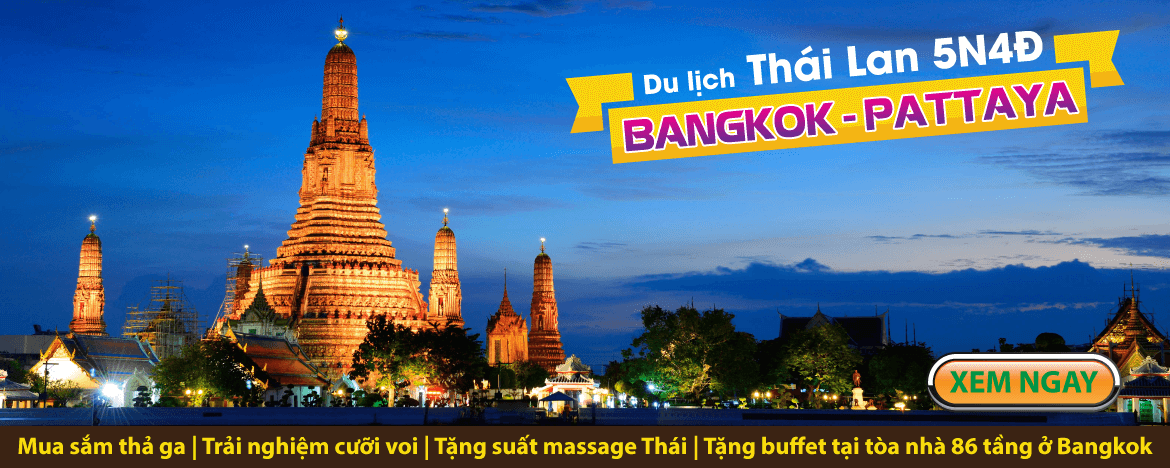 Du lịch Thái Lan 5N4Đ
BANGKOK - PATTAYA
XEM NGAY
Mua sắm thả ga | Trải nghiệm cưỡi voi | Tặng suất massage Thái | Tặng buffet tại tòa nhà 86 tầng ở Bangkok